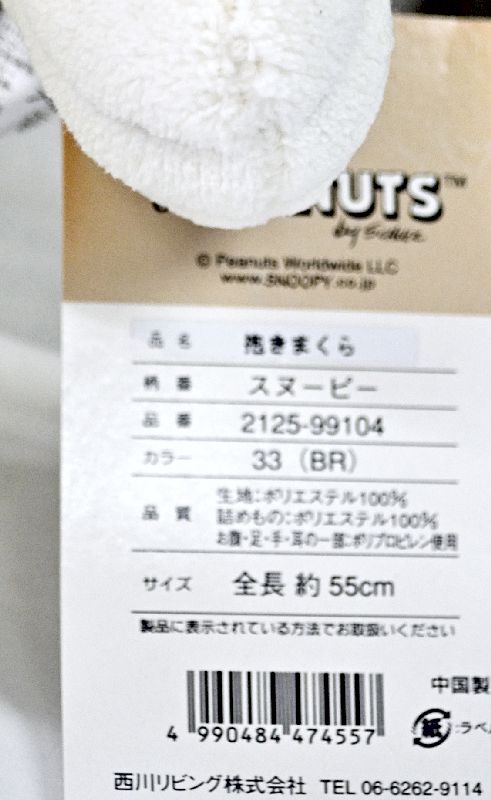 NUTS™
by Schulz
© Peanuts Worldwide LLC
www.SNOOPY.co.jp
品名 抱きまくら
柄番 スヌーピー
品番 2125-99104
カラー 33（BR）
品質 生地:ポリエステル100%
詰めもの:ポリエステル100%
お腹・足・手・耳の一部:ポリプロピレン使用
サイズ 全長 約 55cm
製品に表示されている方法でお取扱いください
中国製
紙 :ラベ
4 990484 474557
西川リビング株式会社 TEL 06-6262-9114